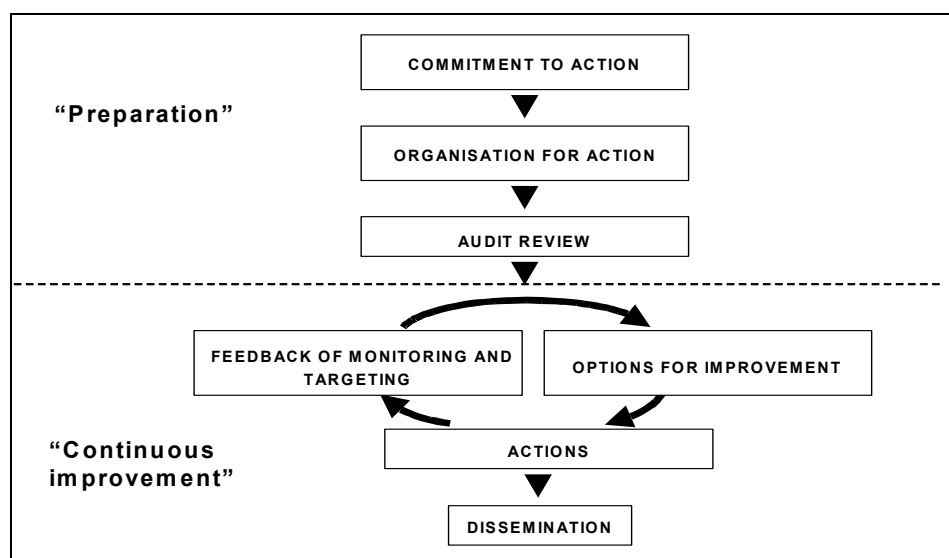 COMMITMENT TO ACTION
“Preparation”
ORGANISATION FOR ACTION
AUDIT REVIEW
FEEDBACK OF MONITORING AND
TARGETING
OPTIONS FOR IMPROVEMENT
“Continuous
improvement”
ACTIONS
DISSEMINATION